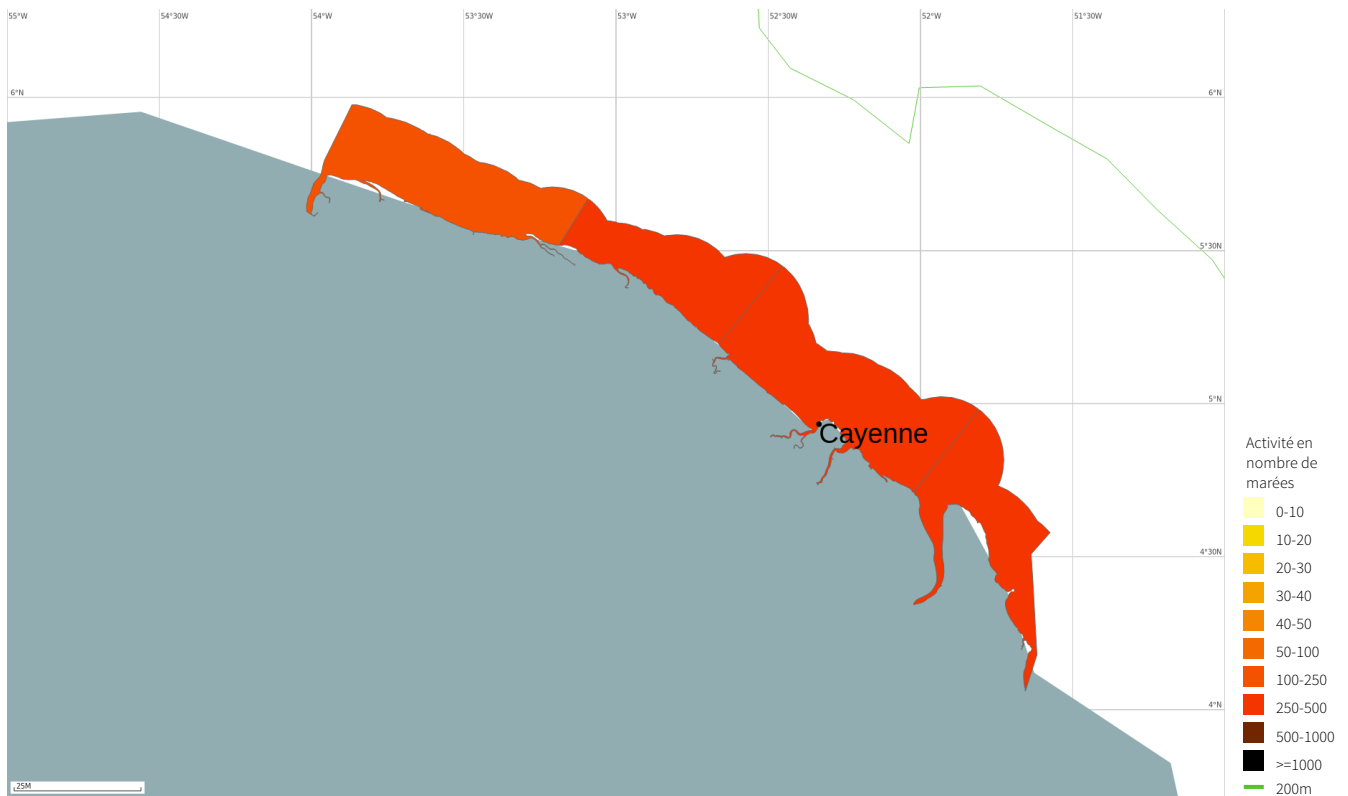 55°W
54°30W
54°W
53°30W
53°W
52°30W
52°W
51°30W
6°N
6°N
5°30N
5°N
Cayenne
4°30N
4°N
25M
Activité en
nombre de
marées
0-10
10-20
20-30
30-40
40-50
50-100
100-250
250-500
500-1000
>=1000
200m